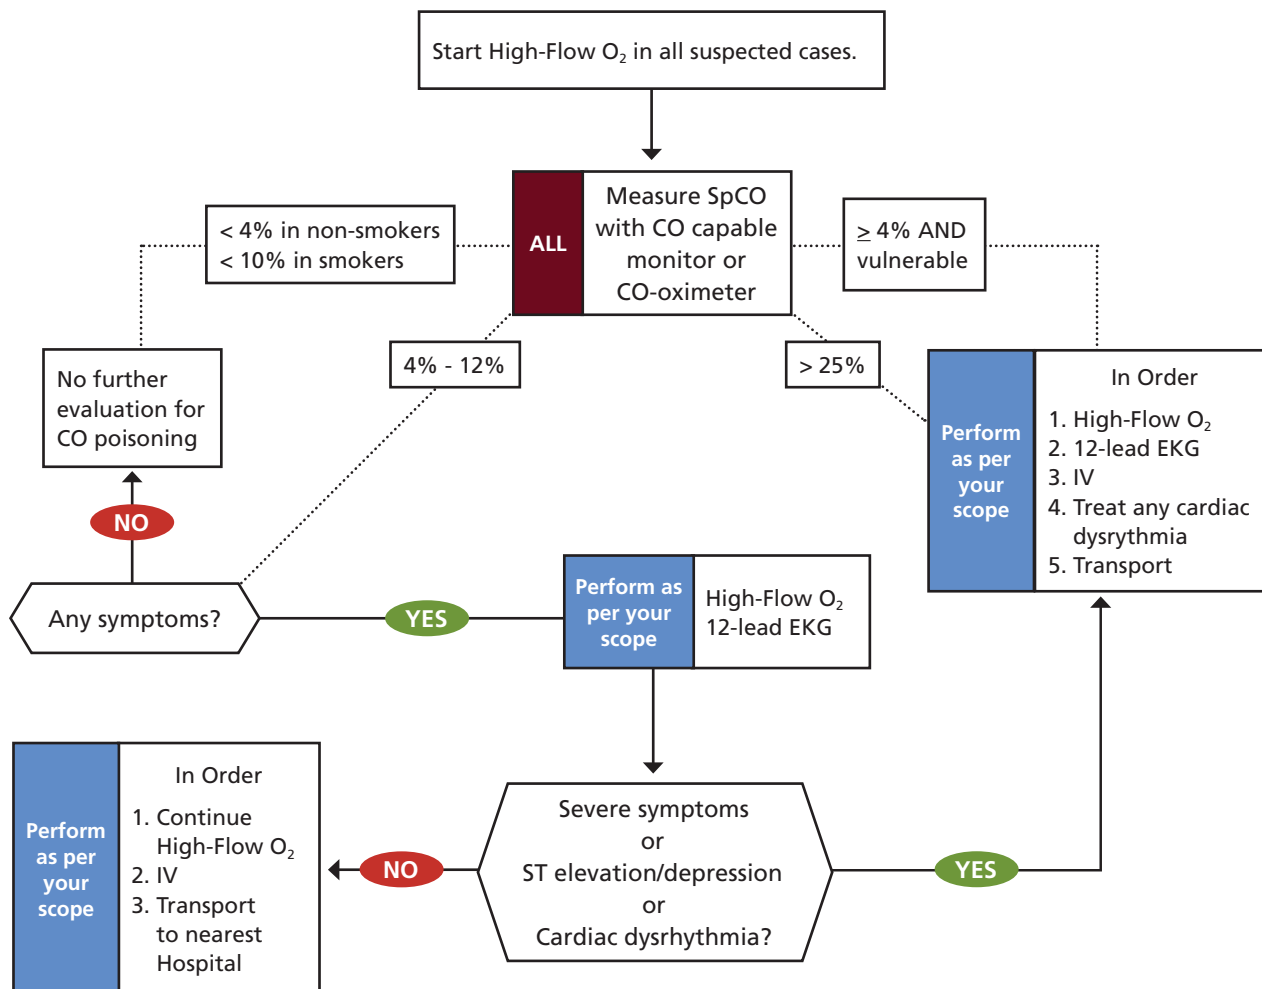 Start High-Flow O₂ in all suspected cases.
ALL
Measure SpCO
with CO capable
monitor or
CO-oximeter
< 4% in non-smokers
< 10% in smokers
≥ 4% AND
vulnerable
4% - 12%
> 25%
No further
evaluation for
CO poisoning
Perform
as per
your
scope
In Order
1. High-Flow O₂
2. 12-lead EKG
3. IV
4. Treat any cardiac
dysrythmia
5. Transport
NO
Any symptoms?
YES
Perform as
per your
scope
High-Flow O₂
12-lead EKG
Perform
as per
your
scope
In Order
1. Continue
High-Flow O₂
2. IV
3. Transport
to nearest
Hospital
NO
Severe symptoms
or
ST elevation/depression
or
Cardiac dysrhythmia?
YES